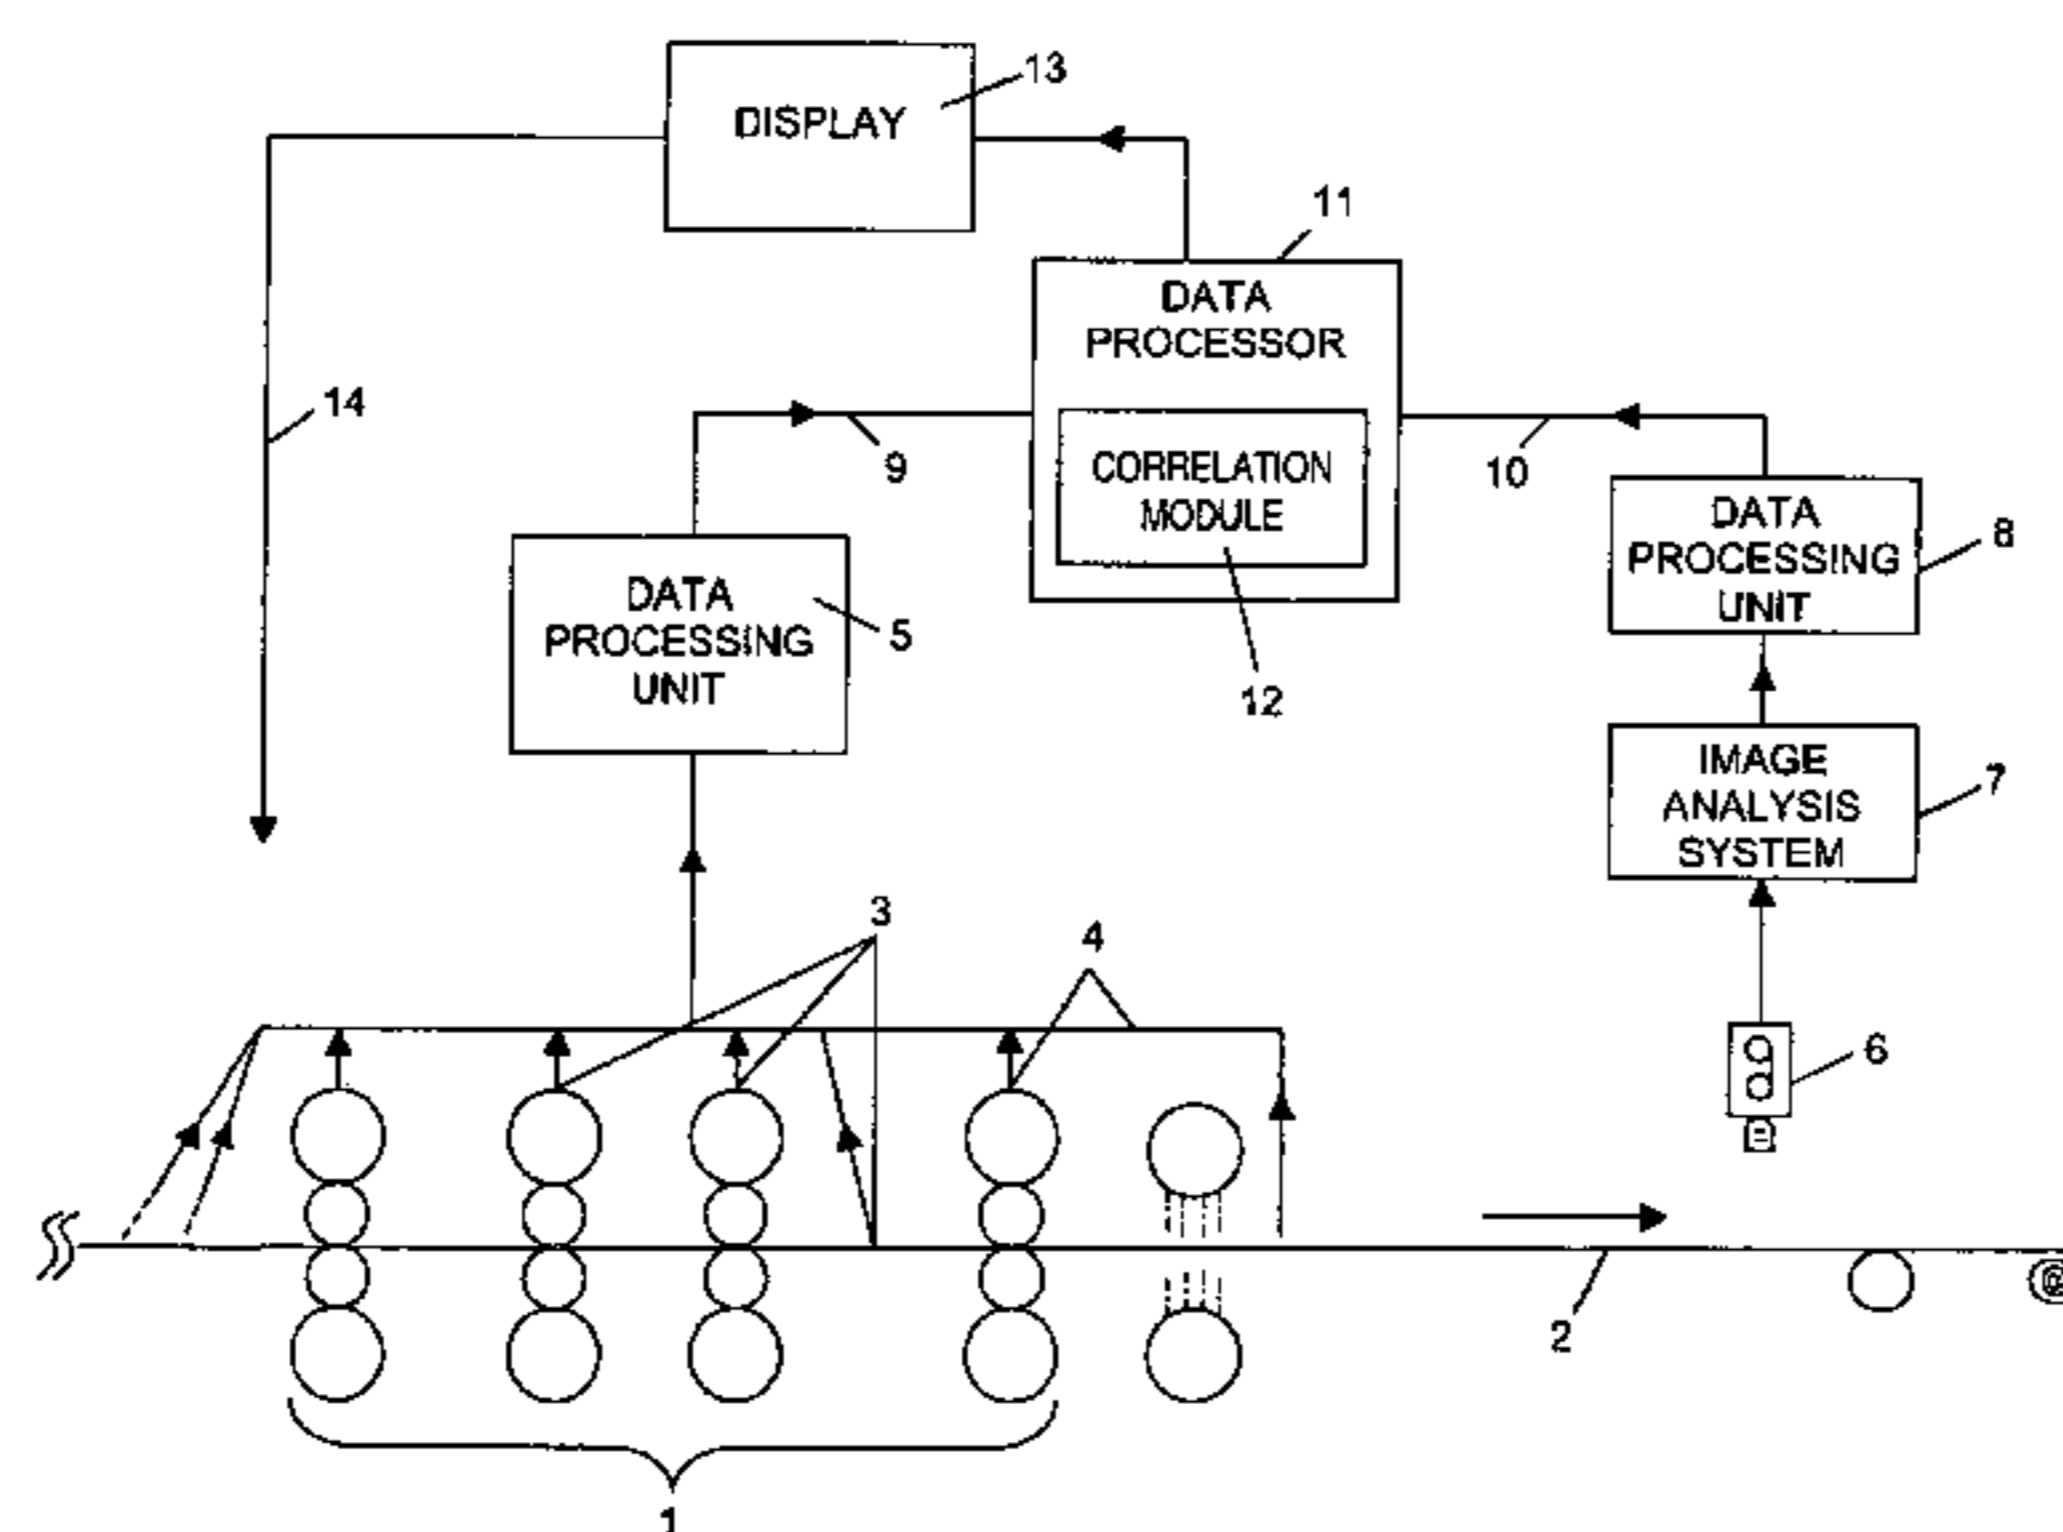 13
DISPLAY
11
DATA
PROCESSOR
14
9
CORRELATION
MODULE
10
DATA
PROCESSING
UNIT
8
DATA
PROCESSING
UNIT
5
12
IMAGE
ANALYSIS
SYSTEM
7
3
4
6
2
1